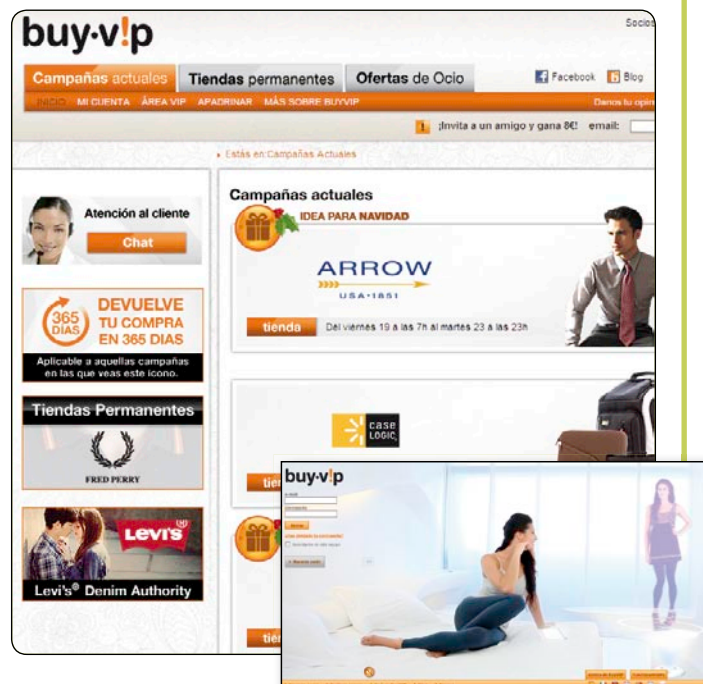 buy·v!p
Socios
Campañas actuales Tiendas permanentes Ofertas de Ocio Facebook Blog
INICIO MI CUENTA ÁREA VIP APADRINAR MÁS SOBRE BUYVIP Danos tu opin
¡Invita a un amigo y gana 8€! email:
Estás en:Campañas Actuales
Atención al cliente
Chat
365 DÍAS
DEVUELVE
TU COMPRA
EN 365 DIAS
Aplicable a aquellas campañas
en las que veas este icono.
Tiendas Permanentes
FRED PERRY
LEVI'S
Levi's® Denim Authority
Campañas actuales
IDEA PARA NAVIDAD
ARROW
USA·1851
tienda Del viernes 19 a las 7h al martes 23 a las 23h
case
LOGIC
tier
tier
buy·v!p
e-mail